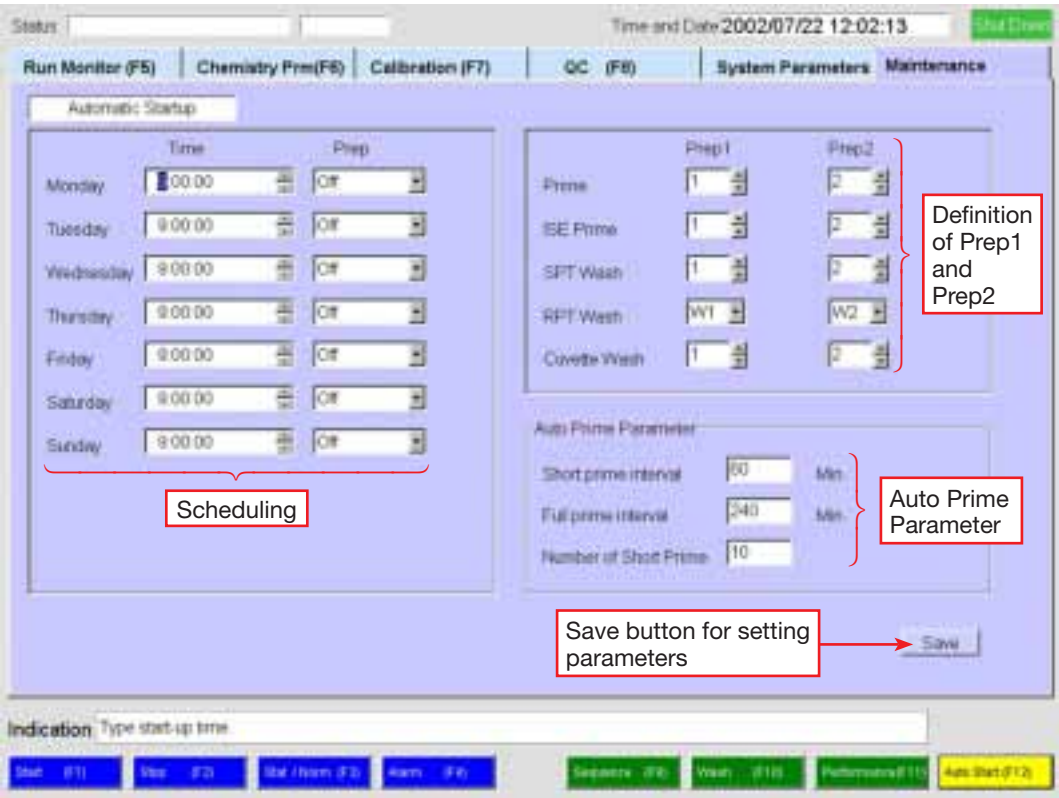 Status
Time and Date 2002/07/22 12:02:13 Shut Down
Run Monitor (F5) Chemistry Prm(F6) Calibration (F7) QC (F8) System Parameters Maintenance
Automatic Startup
Time Prep
Monday :00:00 Off
Tuesday 9:00:00 Off
Wednesday 9:00:00 Off
Thursday 9:00:00 Off
Friday 9:00:00 Off
Saturday 9:00:00 Off
Sunday 9:00:00 Off
Scheduling
Prep1 Prep2
Prime 1 2
ISE Prime 1 2
SPT Wash 1 2
RPT Wash W1 W2
Cuvette Wash 1 2
Definition
of Prep1
and
Prep2
Auto Prime Parameter
Short prime interval 60 Min.
Full prime interval 240 Min.
Number of Short Prime 10
Auto Prime
Parameter
Save button for setting
parameters
Save
Indication Type start-up time.
Start (F1) Stop (F2) Stat / Norm (F3) Alarm (F4) Sequence (F9) Wash (F10) Performance(F11) Auto Start (F12)